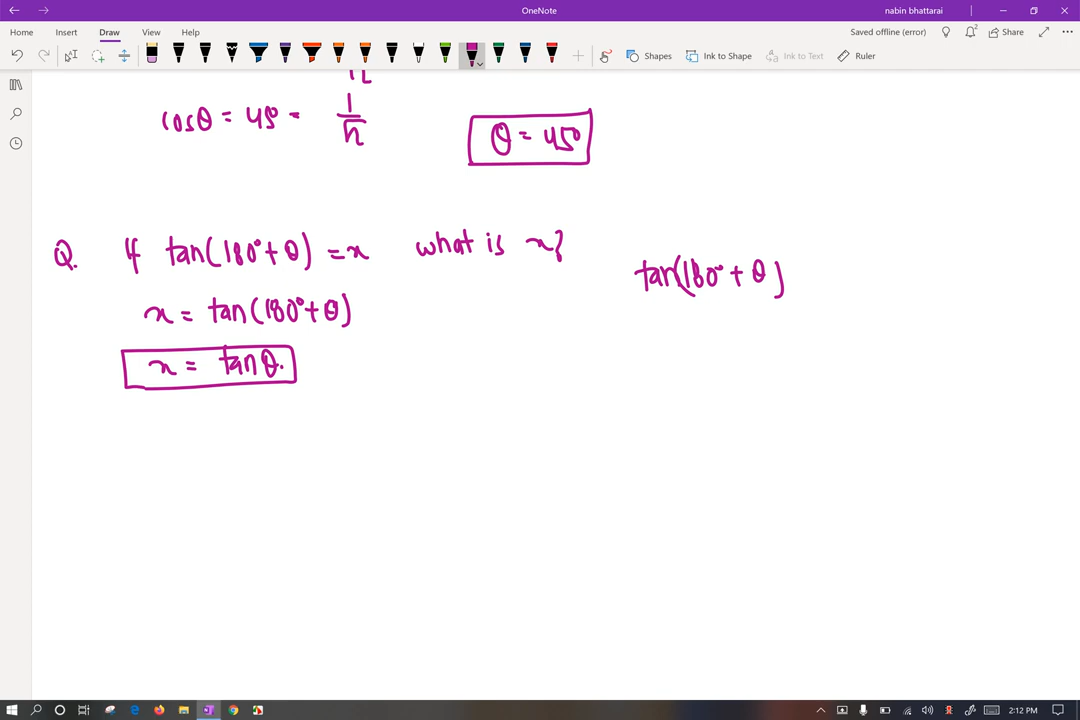 OneNote
nabin bhattarai
Home Insert Draw View Help
Saved offline (error)
Share
Shapes
Ink to Shape
Ink to Text
Ruler
cosθ = 45° = 1/√2
θ = 45°
Q. If tan(180°+θ) = x what is x?
tan(180°+θ)
x = tan(180°+θ)
x = tanθ.
2:12 PM